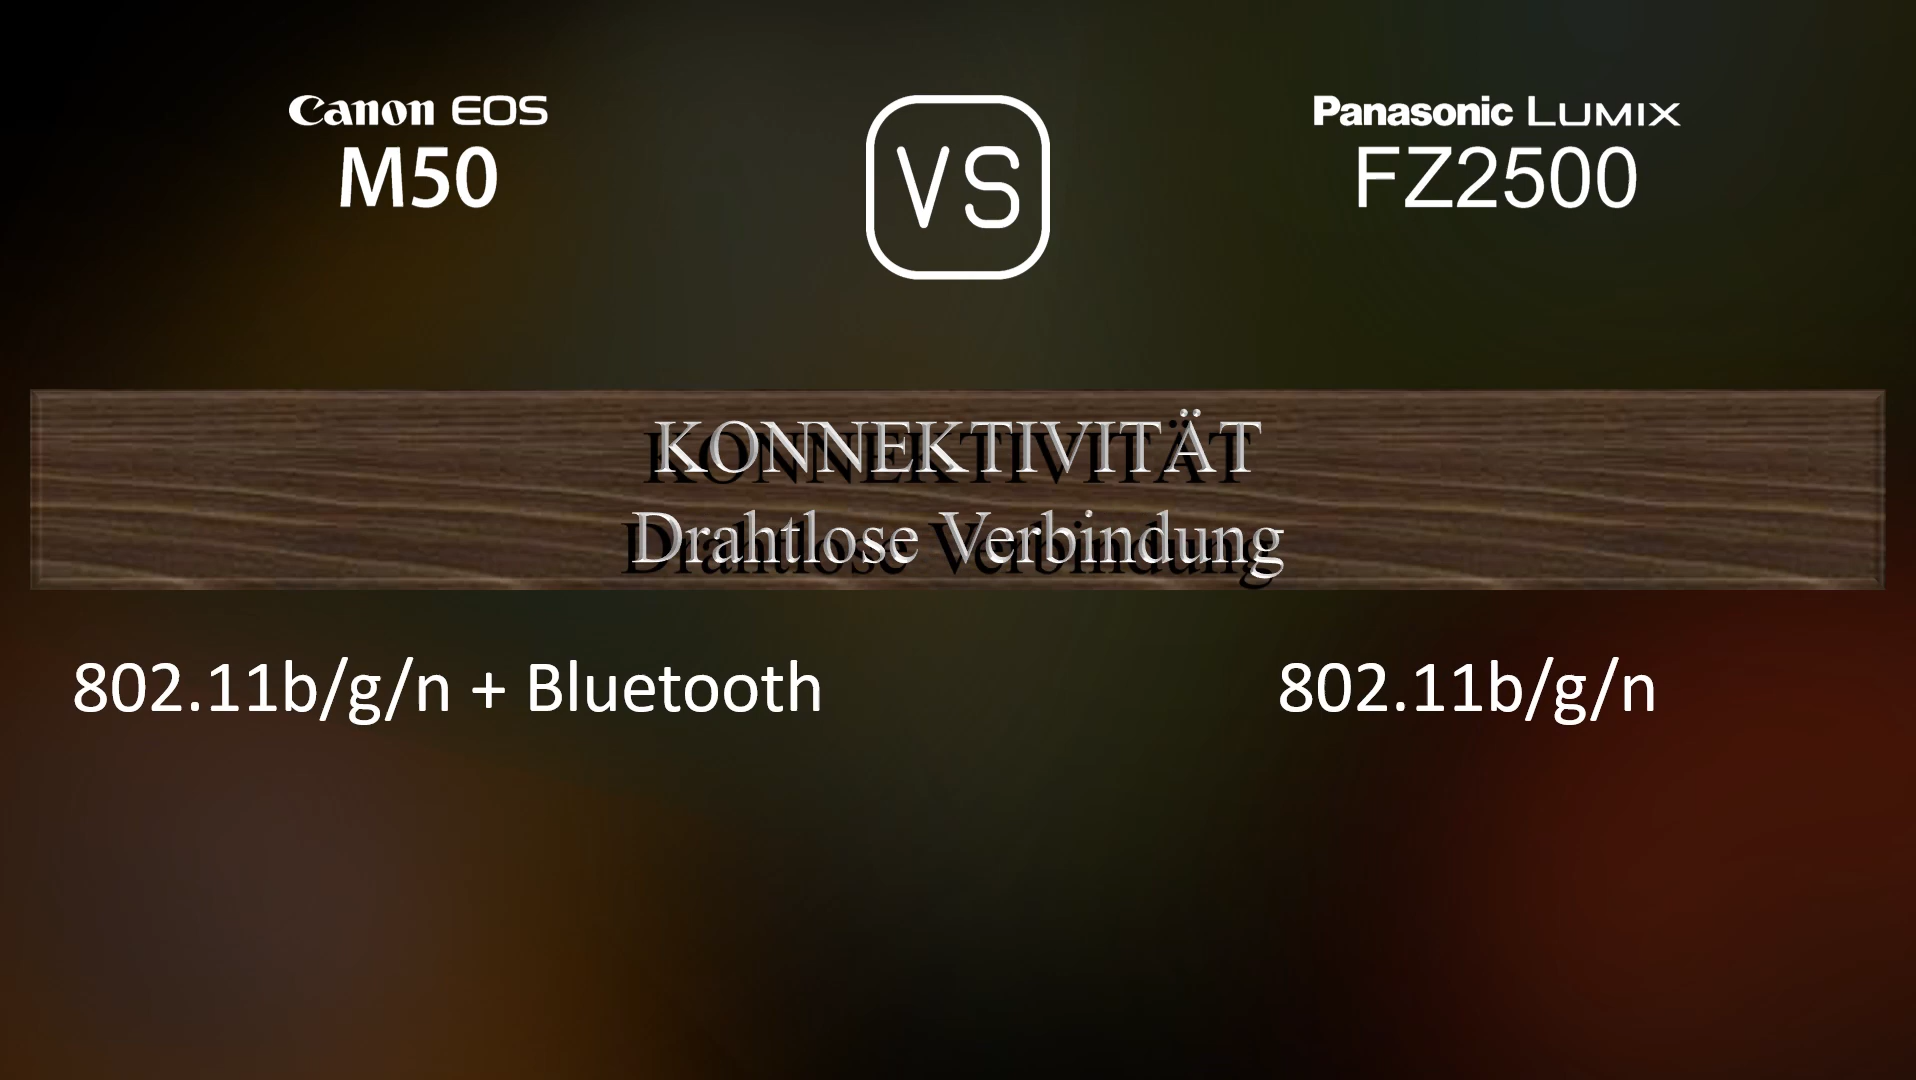 Canon EOS
M50
VS
Panasonic LUMIX
FZ2500
KONNEKTIVITÄT
Drahtlose Verbindung
802.11b/g/n + Bluetooth
802.11b/g/n